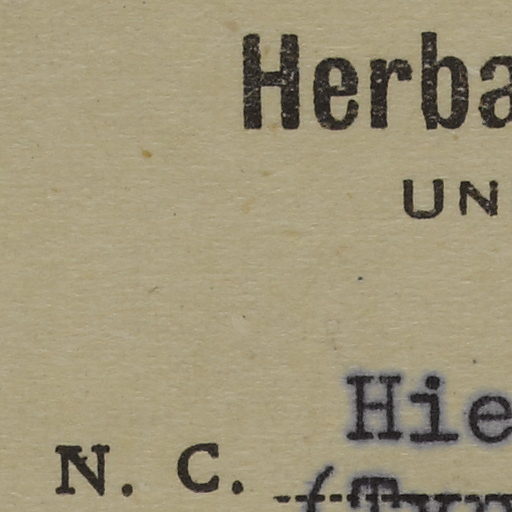 Herba
UN
Hie
N. C.